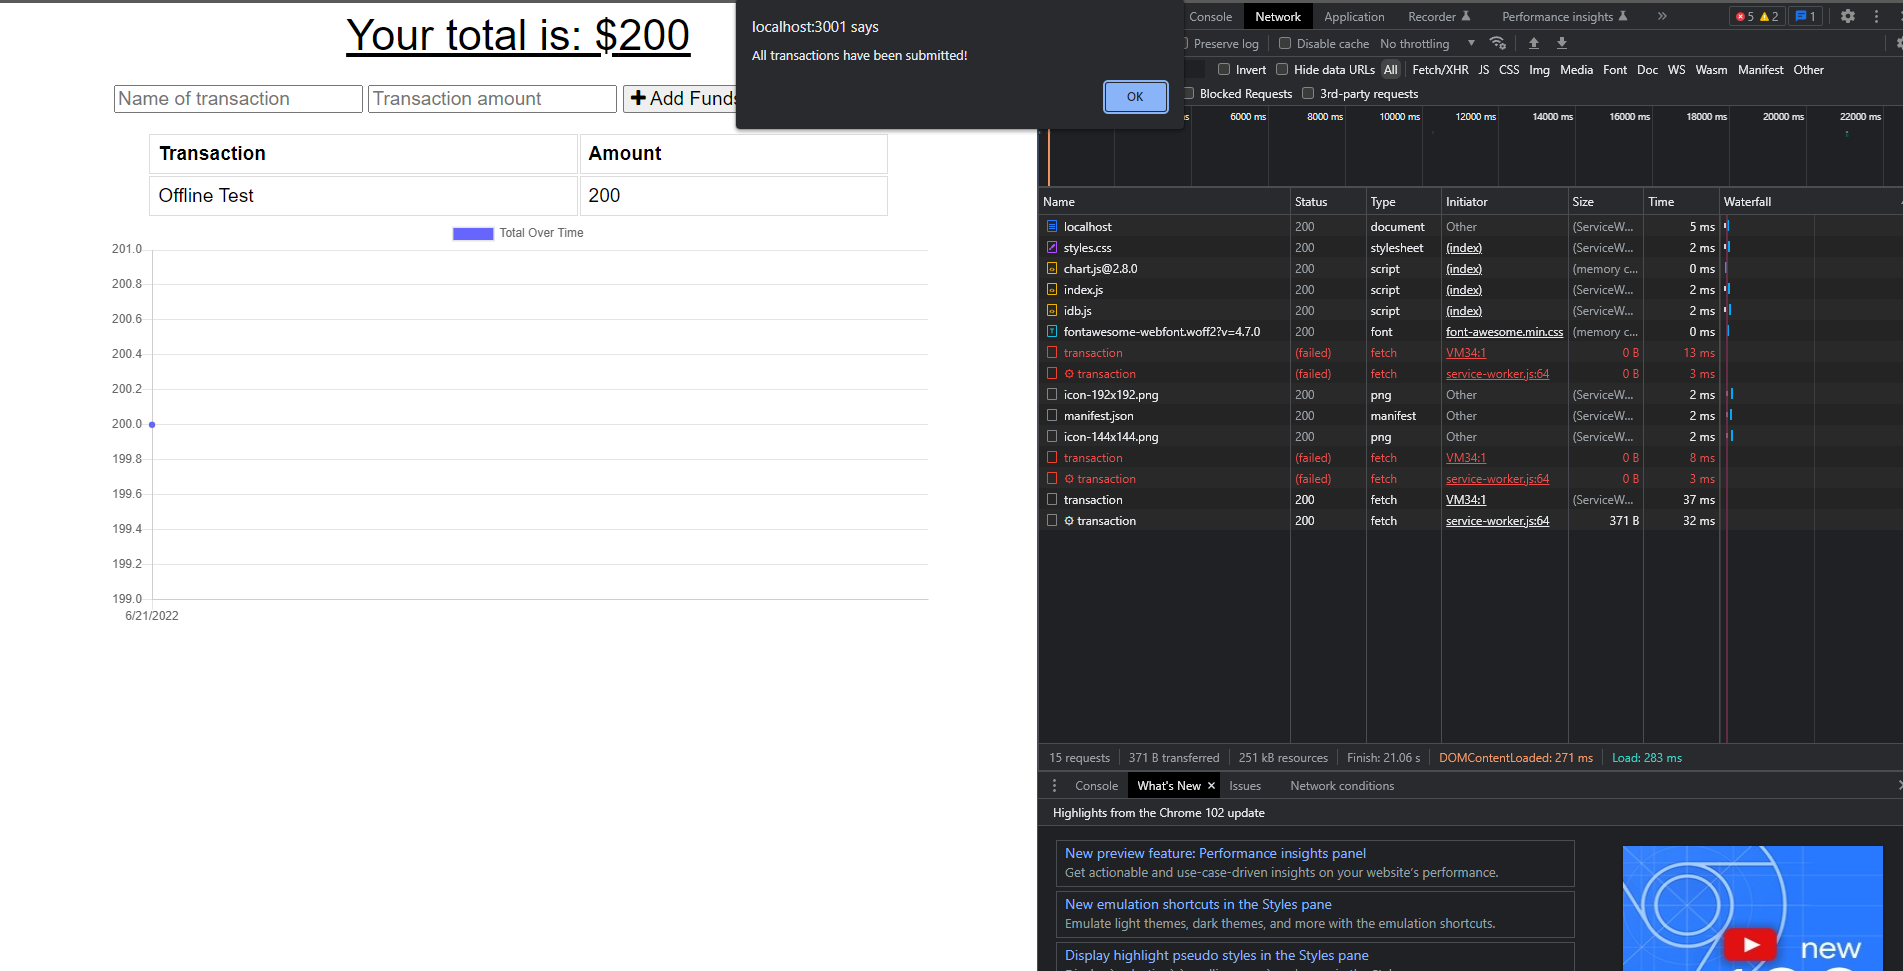 Your total is: $200
Name of transaction
Transaction amount
Add Funds
Transaction Amount
Offline Test 200
Total Over Time
201.0
200.8
200.6
200.4
200.2
200.0
199.8
199.6
199.4
199.2
199.0
6/21/2022
localhost:3001 says
All transactions have been submitted!
OK
Console Network Application Recorder Performance insights » 5 2 1
Preserve log Disable cache No throttling
Invert Hide data URLs All Fetch/XHR JS CSS Img Media Font Doc WS Wasm Manifest Other
Blocked Requests 3rd-party requests
6000 ms 8000 ms 10000 ms 12000 ms 14000 ms 16000 ms 18000 ms 20000 ms 22000 ms
Name Status Type Initiator Size Time Waterfall
localhost 200 document Other (ServiceW... 5 ms
styles.css 200 stylesheet (index) (ServiceW... 2 ms
chart.js@2.8.0 200 script (index) (memory c... 0 ms
index.js 200 script (index) (ServiceW... 2 ms
idb.js 200 script (index) (ServiceW... 2 ms
fontawesome-webfont.woff2?v=4.7.0 200 font font-awesome.min.css (memory c... 0 ms
transaction (failed) fetch VM34:1 0 B 13 ms
transaction (failed) fetch service-worker.js:64 0 B 3 ms
icon-192x192.png 200 png Other (ServiceW... 2 ms
manifest.json 200 manifest Other (ServiceW... 2 ms
icon-144x144.png 200 png Other (ServiceW... 2 ms
transaction (failed) fetch VM34:1 0 B 8 ms
transaction (failed) fetch service-worker.js:64 0 B 3 ms
transaction 200 fetch VM34:1 (ServiceW... 37 ms
transaction 200 fetch service-worker.js:64 371 B 32 ms
15 requests 371 B transferred 251 kB resources Finish: 21.06 s DOMContentLoaded: 271 ms Load: 283 ms
Console What's New × Issues Network conditions
Highlights from the Chrome 102 update
New preview feature: Performance insights panel
Get actionable and use-case-driven insights on your website's performance.
New emulation shortcuts in the Styles pane
Emulate light themes, dark themes, and more with the emulation shortcuts.
Display highlight pseudo styles in the Styles pane
new